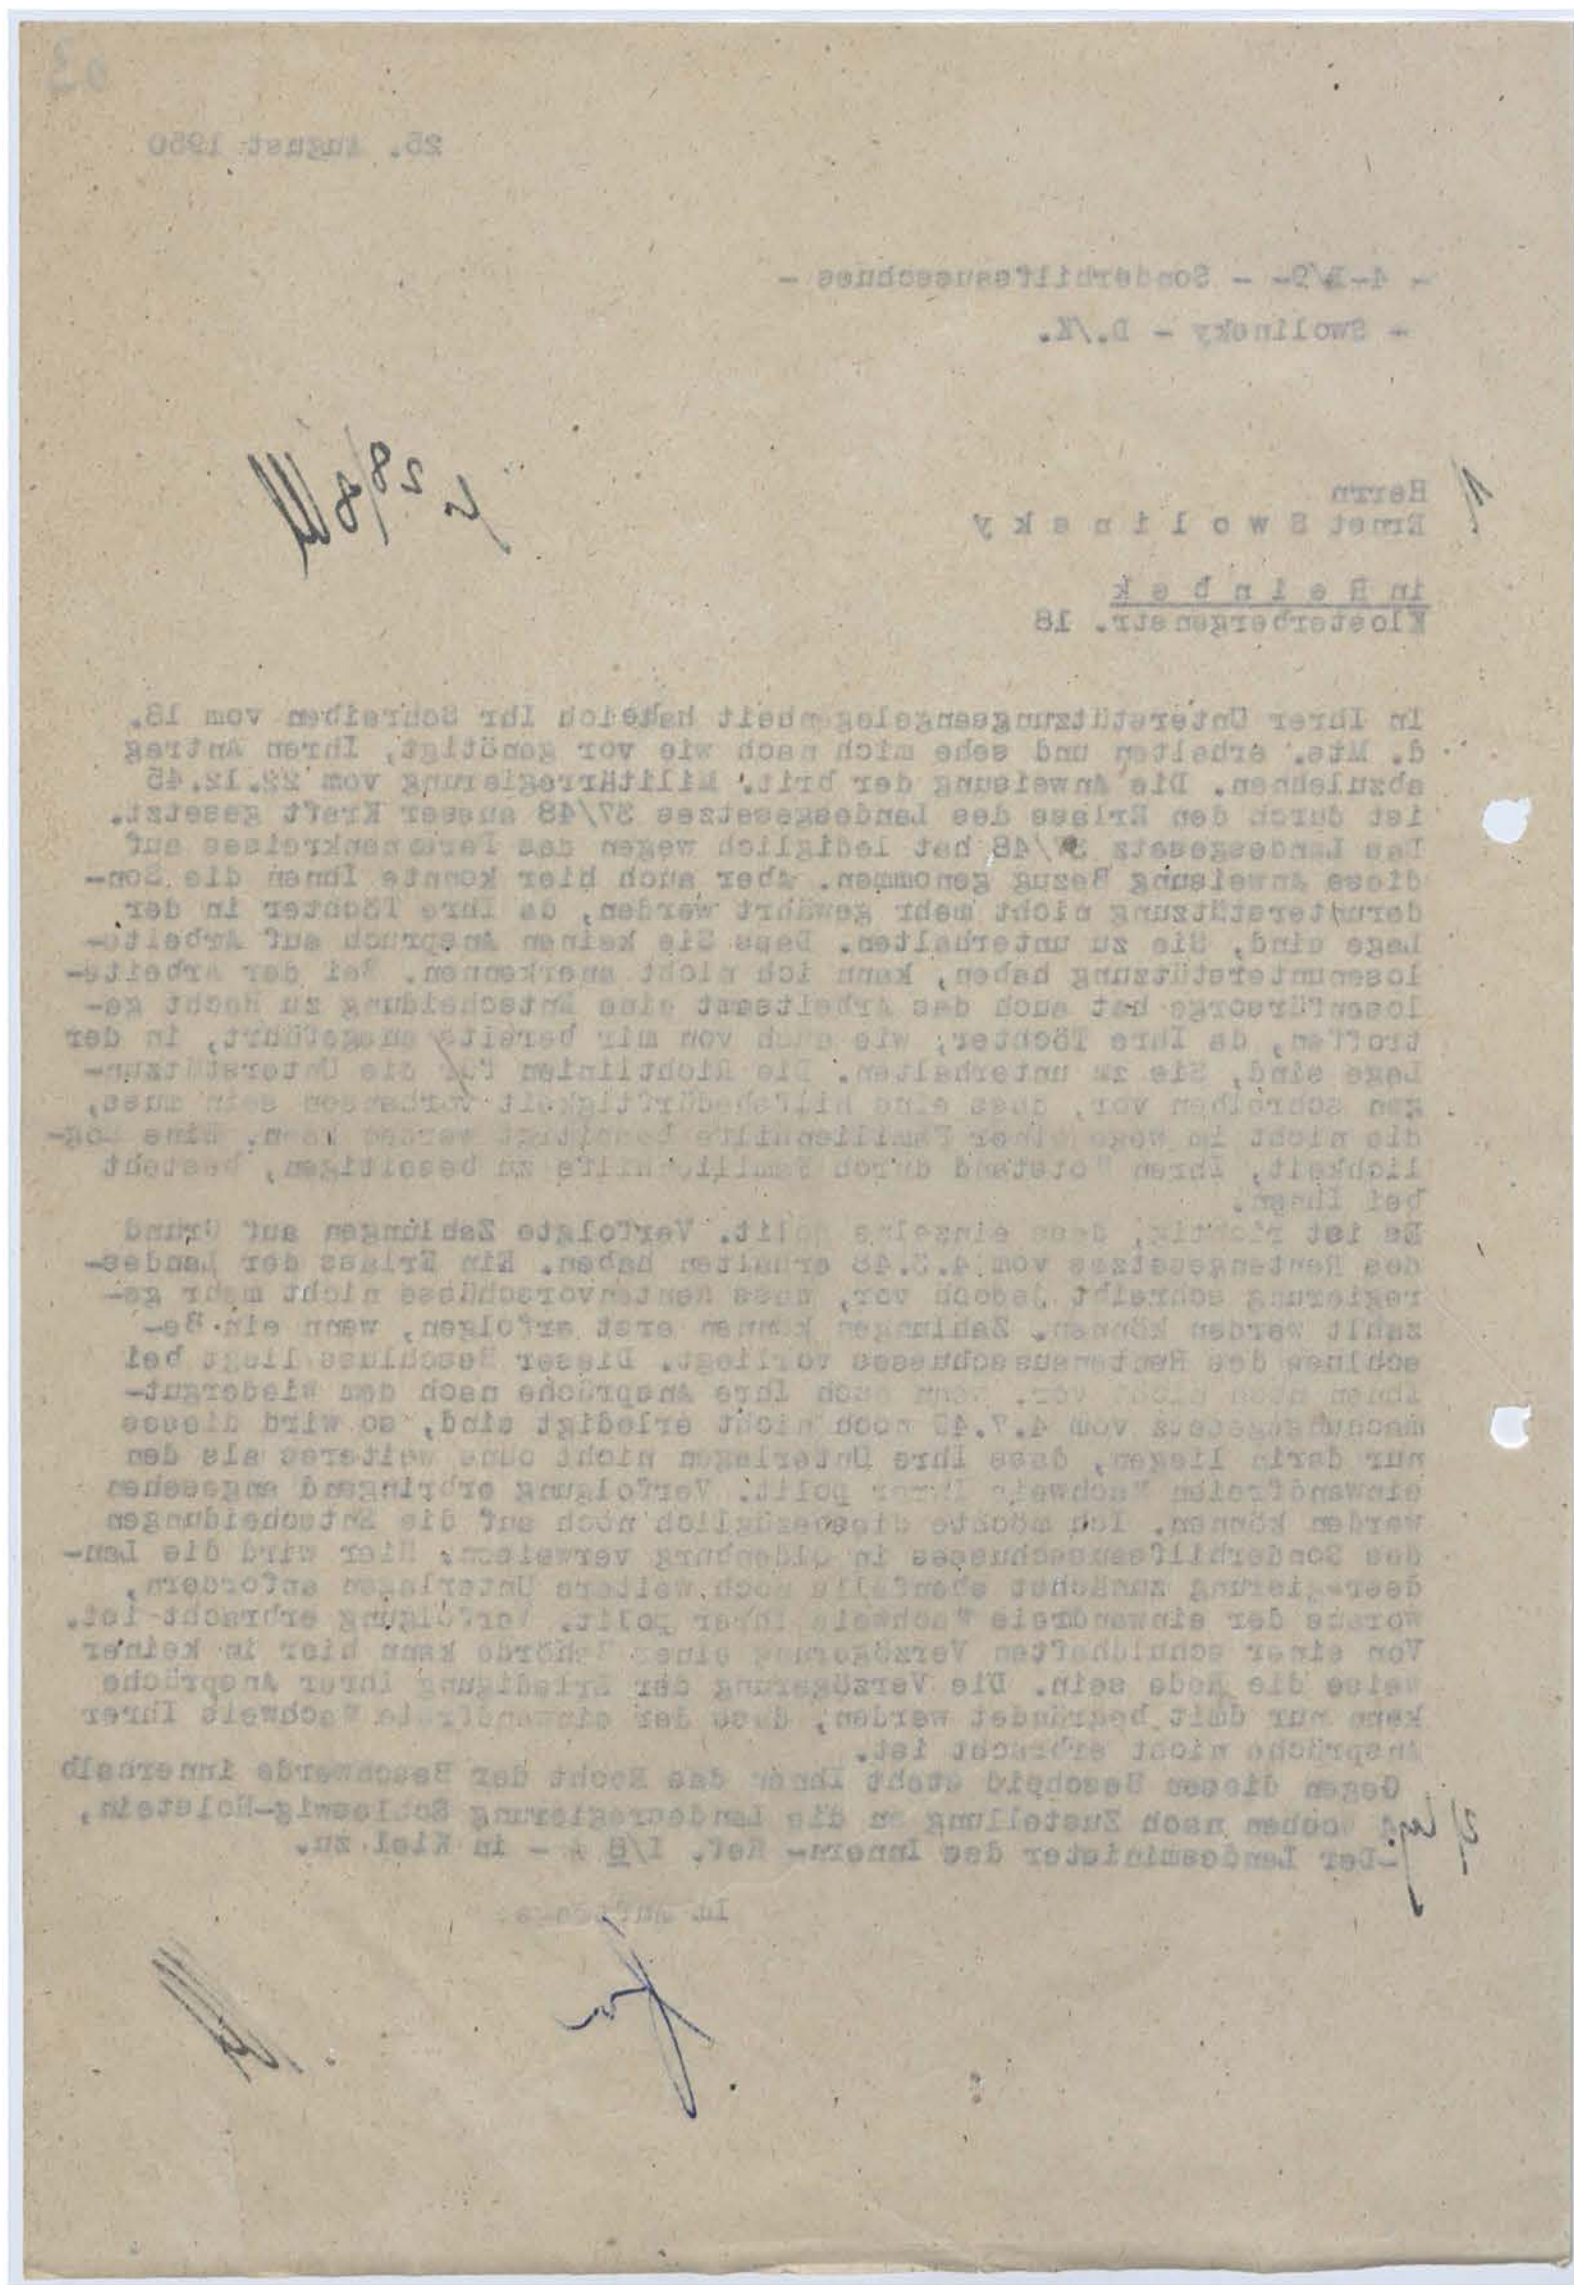 25. August 1950
- 4-1/9- - Sonderhilfsausschuss -
- Swolinsky - D./K.
Herrn
Ernst S w o l i n s k y
in R e i n b e k
Klosterbergenstr. 18
In Ihrer Unterstützungsangelegenheit habeich Ihr Schreiben vom 18.
d. Mts. erhalten und sehe mich nach wie vor genötigt, Ihren Antrag
abzulehnen. Die Anweisung der brit. Militärregierung vom 22.12.45
ist durch den Erlass des Landesgesetzes 37/48 ausser Kraft gesetzt.
Das Landesgesetz 37/48 hat lediglich wegen des Personenkreises auf
diese Anweisung Bezug genommen. Aber auch hier konnte Ihnen die Son-
derunterstützung nicht mehr gewährt werden, da Ihre Töchter in der
Lage sind, Sie zu unterhalten. Dass Sie keinen Anspruch auf Arbeits-
losenunterstützung haben, kann ich nicht anerkennen. Bei der Arbeits-
losenfürsorge hat auch das Arbeitsamt eine Entscheidung zu Recht ge-
troffen, da Ihre Töchter, wie auch von mir bereits angeführt, in der
Lage sind, Sie zu unterhalten. Die Richtlinien für die Unterstützun-
gen schreiben vor, dass eine Hilfsbedürftigkeit vorhanden sein muss,
die nicht im Wege einer Familienhilfe beseitigt werden kann. Eine Mög-
lichkeit, Ihren Notstand durch Familienhilfe zu beseitigen, besteht
bei Ihnen.
Es ist richtig, dass einzelne polit. Verfolgte Zahlungen auf Grund
des Rentengesetzes vom 4.3.48 erhalten haben. Ein Erlass der Landes-
regierung schreibt jedoch vor, dass Rentenvorschüsse nicht mehr ge-
zahlt werden können. Zahlungen können erst erfolgen, wenn ein Be-
schluss des Rentenausschusses vorliegt. Dieser Beschluss liegt bei
Ihnen noch nicht vor. Wenn auch Ihre Ansprüche nach dem Wiedergut-
machungsgesetz vom 4.7.49 noch nicht erledigt sind, so wird dieses
nur darin liegen, dass Ihre Unterlagen nicht ohne weiteres als den
einwandfreien Nachweis Ihrer polit. Verfolgung erbringend angesehen
werden können. Ich möchte diesbezüglich noch auf die Entscheidungen
des Sonderhilfsausschusses in Oldenburg verweisen. Hier wird die Lan-
desregierung zunächst ebenfalls noch weitere Unterlagen anfordern,
woraus der einwandfreie Nachweis Ihrer polit. Verfolgung erbracht ist.
Von einer schuldhaften Verzögerung einer Behörde kann hier in keiner
weise die Rede sein. Die Verzögerung der Erledigung Ihrer Ansprüche
kann nur dmit begründet werden, dass der einwandfreie Nachweis Ihrer
Ansprüche nicht erbracht ist.
Gegen diesen Bescheid steht Ihnen das Recht der Beschwerde innerhalb
4 Wochen nach Zustellung an die Landesregierung Schleswig-Holstein,
-Der Landesminister des Innern- Ref. I/8 - in Kiel zu.
Im Auftrage: